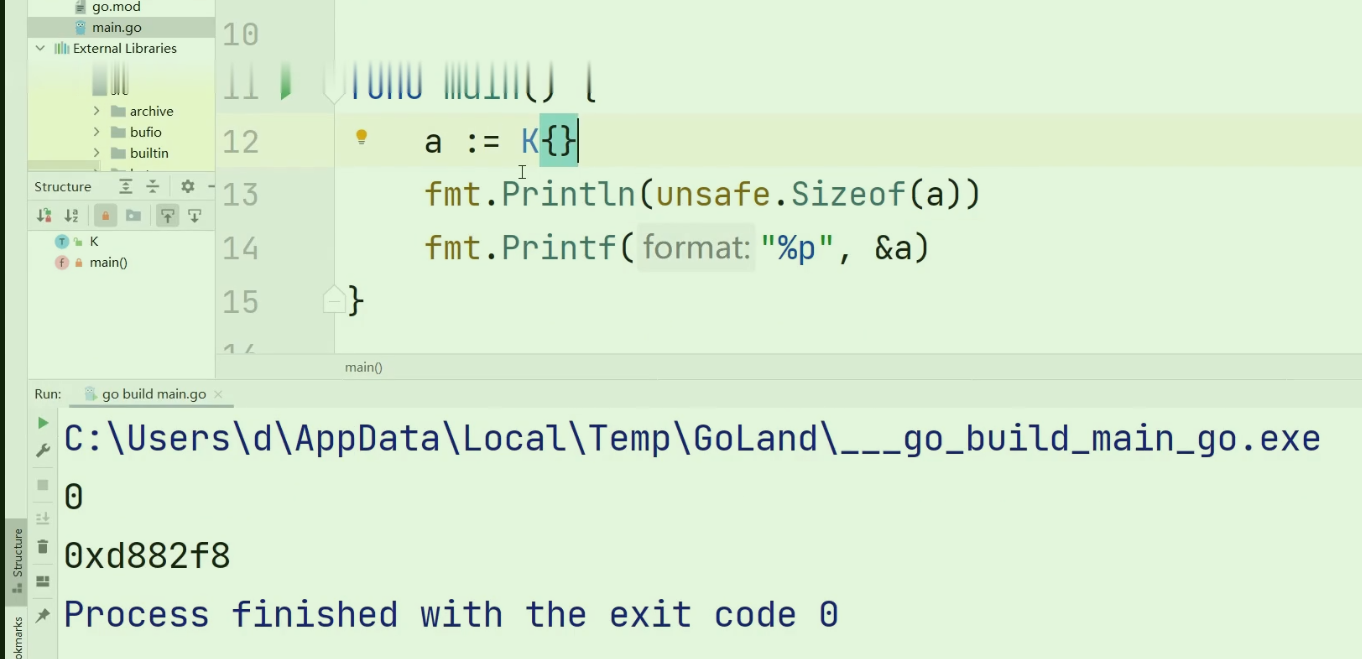 go.mod
main.go
External Libraries
archive
bufio
builtin
Structure
K
main()
10
11 func main() {
12 a := K{}
13 fmt.Println(unsafe.Sizeof(a))
14 fmt.Printf( format: "%p", &a)
15 }
main()
Run: go build main.go
C:\Users\d\AppData\Local\Temp\GoLand\___go_build_main_go.exe
0
0xd882f8
Process finished with the exit code 0
Structure